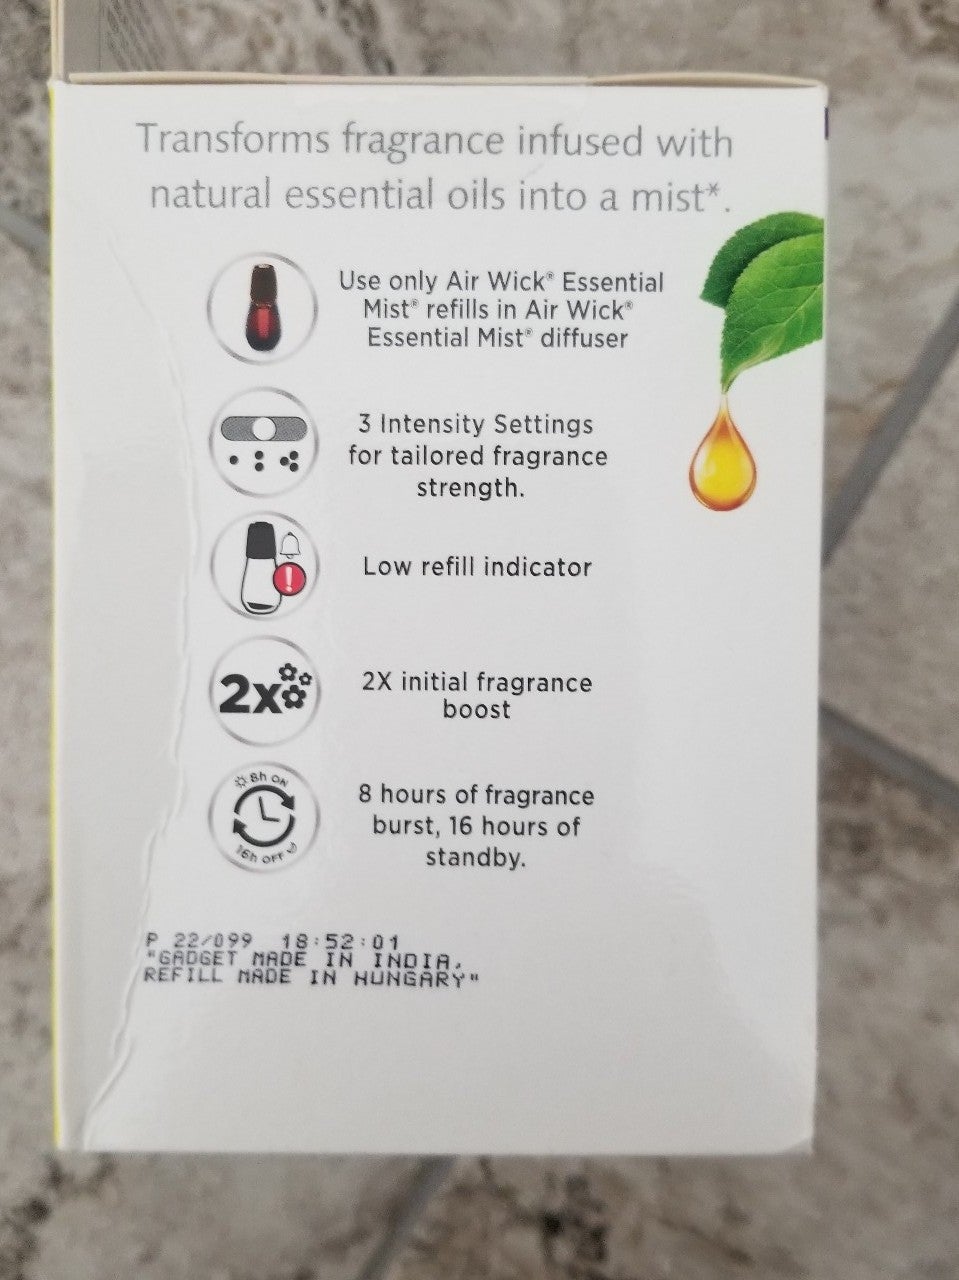 Transforms fragrance infused with
natural essential oils into a mist*.
Use only Air Wick® Essential
Mist® refills in Air Wick®
Essential Mist® diffuser
3 Intensity Settings
for tailored fragrance
strength.
Low refill indicator
2x
2X initial fragrance
boost
8h ON
16h OFF
8 hours of fragrance
burst, 16 hours of
standby.
P 22/099 18:52:01
"GADGET MADE IN INDIA,
REFILL MADE IN HUNGARY"